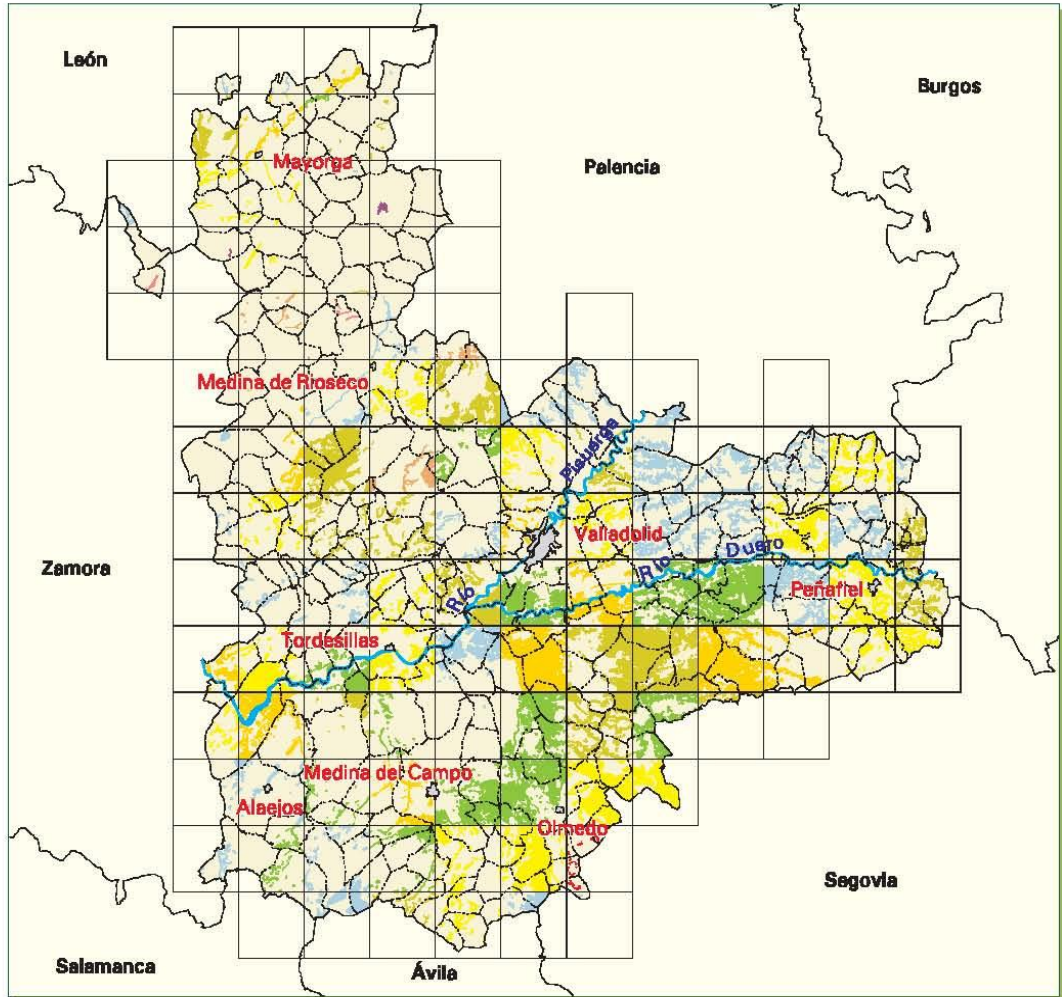 León
Burgos
Mayorga
Palencia
Medina de Rioseco
Pisuerga
Valladolid
Duero
Río
Zamora
Peñafiel
Río
Tordesillas
Medina del Campo
Alaejos
Olmedo
Segovia
Salamanca
Ávila